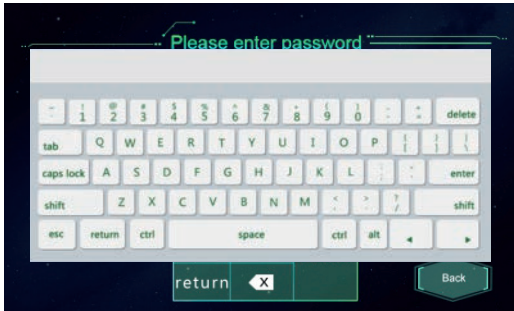 Please enter password
~ ! @ # $ % ^ & * ( )
1 2 3 4 5 6 7 8 9 0 delete
tab Q W E R T Y U I O P
caps lock A S D F G H J K L enter
shift Z X C V B N M ? / shift
esc return ctrl space ctrl alt
return X
Back